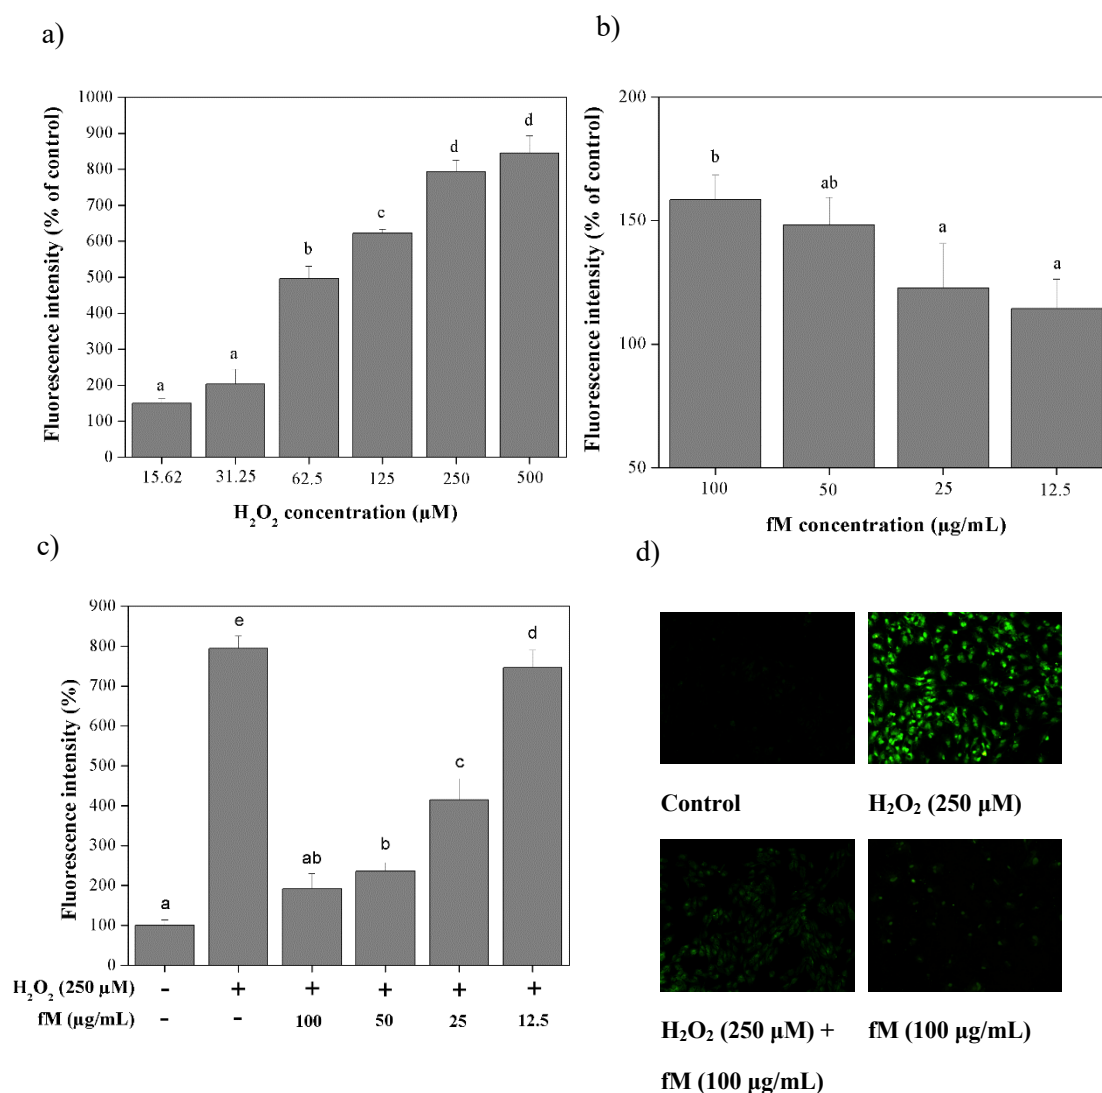 a)
Fluorescence intensity (% of control)
1000
900
800
700
600
500
400
300
200
100
0
a
a
b
c
d
d
15.62 31.25 62.5 125 250 500
H₂O₂ concentration (µM)
b)
Fluorescence intensity (% of control)
200
150
100
50
b
ab
a
a
100 50 25 12.5
fM concentration (µg/mL)
c)
Fluorescence intensity (%)
900
800
700
600
500
400
300
200
100
0
a
e
ab
b
c
d
H₂O₂ (250 µM) - + + + + +
fM (µg/mL) - - 100 50 25 12.5
d)
Control
H₂O₂ (250 µM)
H₂O₂ (250 µM) +
fM (100 µg/mL)
fM (100 µg/mL)